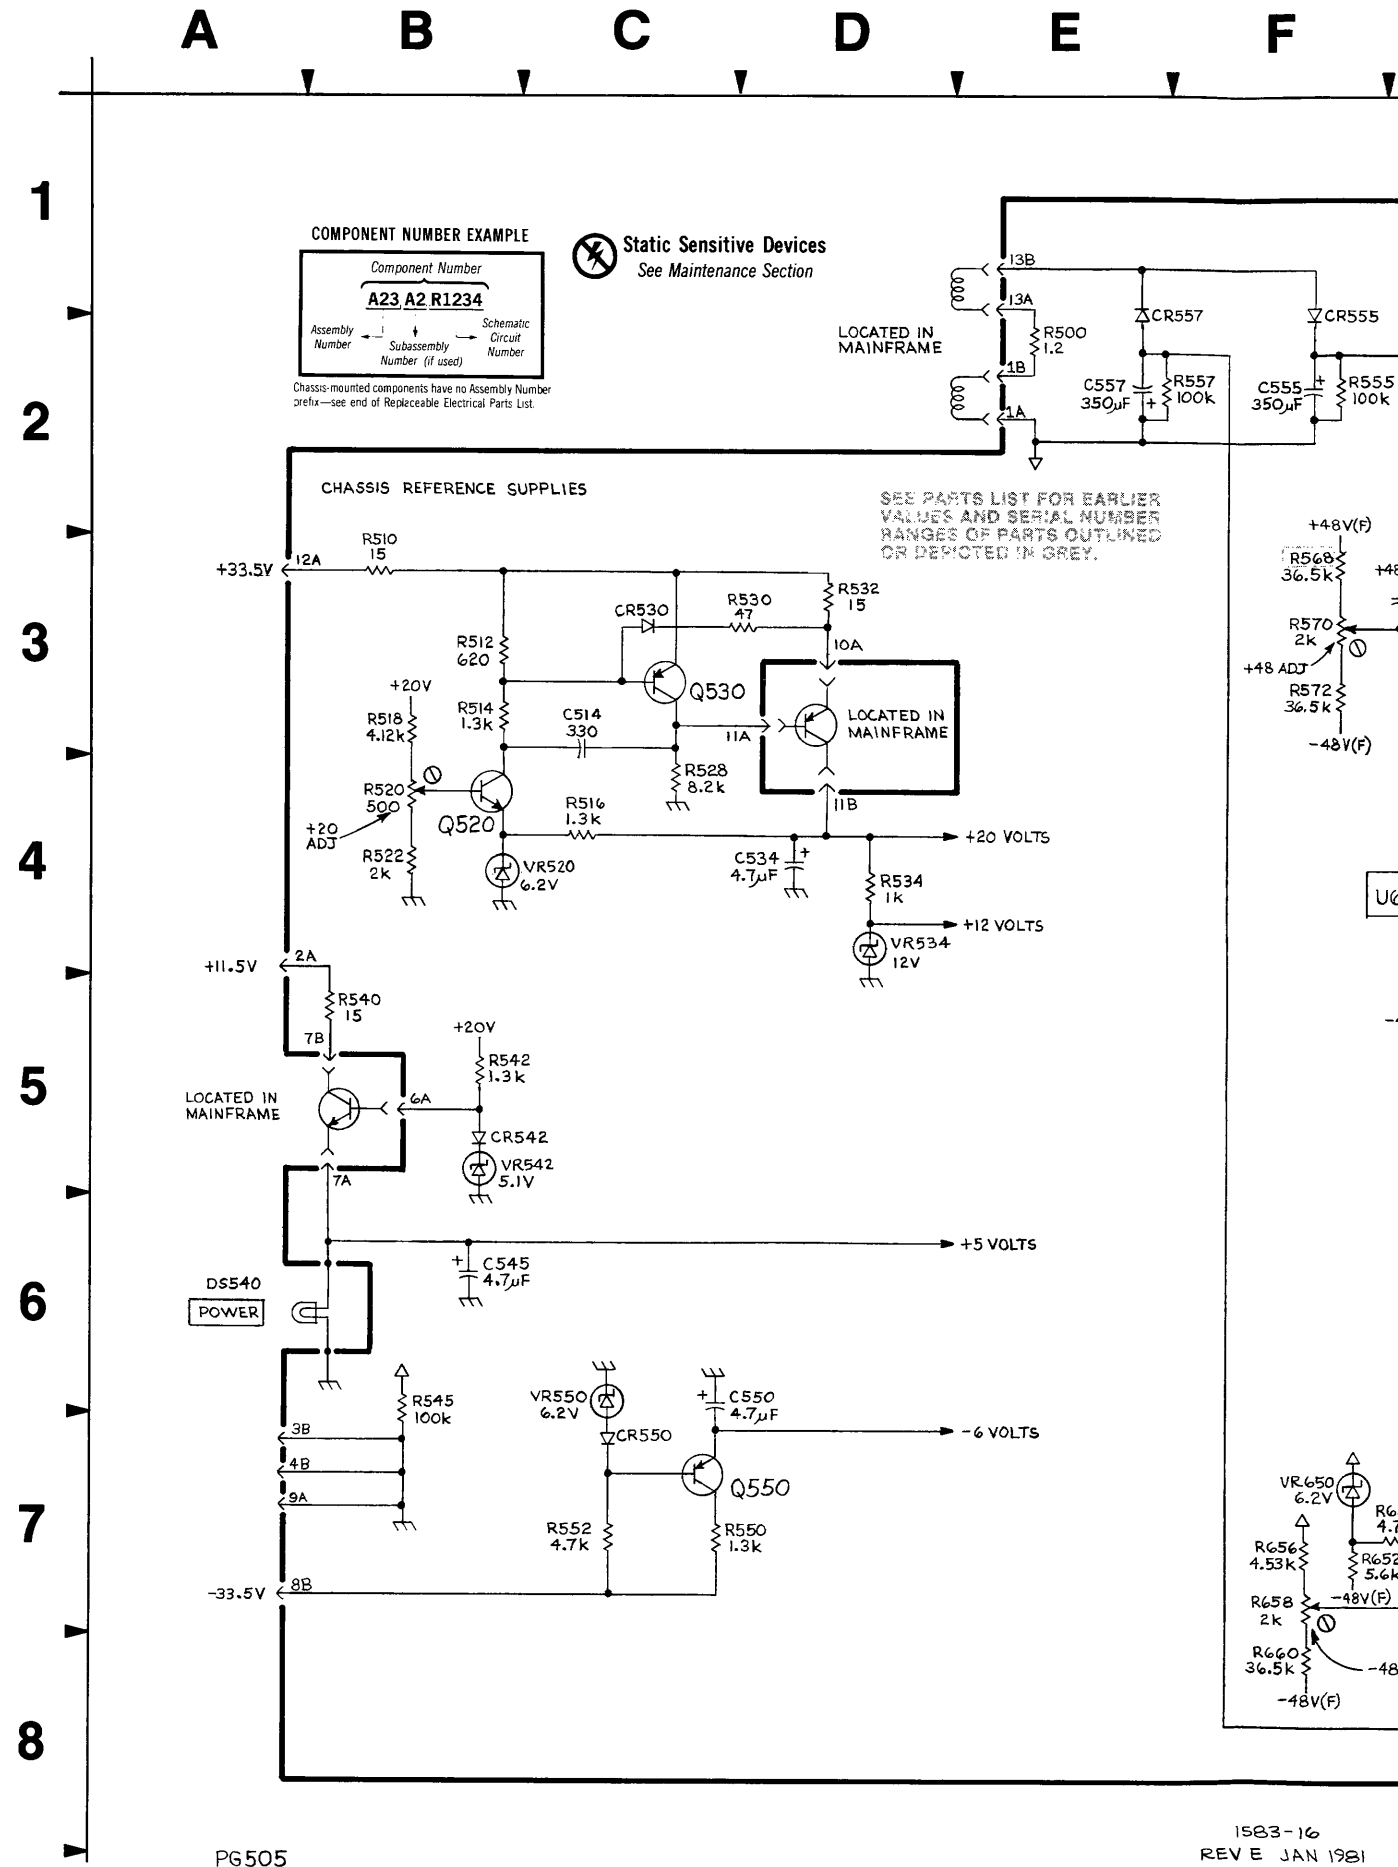 A B C D E F
1
2
3
4
5
6
7
8
COMPONENT NUMBER EXAMPLE
Component Number
A23 A2 R1234
Assembly
Number
Subassembly
Number (if used)
Schematic
Circuit
Number
Chassis-mounted components have no Assembly Number
prefix—see end of Replaceable Electrical Parts List.
Static Sensitive Devices
See Maintenance Section
LOCATED IN
MAINFRAME
13B
13A
1B
1A
R500
1.2
CR557
C557
350µF
+
R557
100k
CR555
C555
350µF
+
R555
100k
CHASSIS REFERENCE SUPPLIES
SEE PARTS LIST FOR EARLIER
VALUES AND SERIAL NUMBER
RANGES OF PARTS OUTLINED
OR DEPICTED IN GREY.
+33.5V
12A
R510
15
R512
620
R514
1.3k
CR530
R530
47
R532
15
10A
Q530
C514
330
11A
LOCATED IN
MAINFRAME
11B
R528
8.2k
+20V
R518
4.12k
R520
500
+20
ADJ
R522
2k
Q520
R516
1.3k
VR520
6.2V
C534
4.7µF
+
+20 VOLTS
R534
1k
+12 VOLTS
VR534
12V
+48V(F)
R568
36.5k
+48
R570
2k
+48 ADJ
R572
36.5k
-48V(F)
+11.5V
2A
R540
15
7B
LOCATED IN
MAINFRAME
6A
7A
+20V
R542
1.3k
CR542
VR542
5.1V
+5 VOLTS
+
C545
4.7µF
DS540
POWER
R545
100k
3B
4B
9A
VR550
6.2V
CR550
+
C550
4.7µF
-6 VOLTS
Q550
R552
4.7k
R550
1.3k
-33.5V
8B
VR650
6.2V
R656
4.53k
R652
5.6k
-48V(F)
R658
2k
-48
R660
36.5k
-48V(F)
PG505
1583-16
REV E JAN 1981